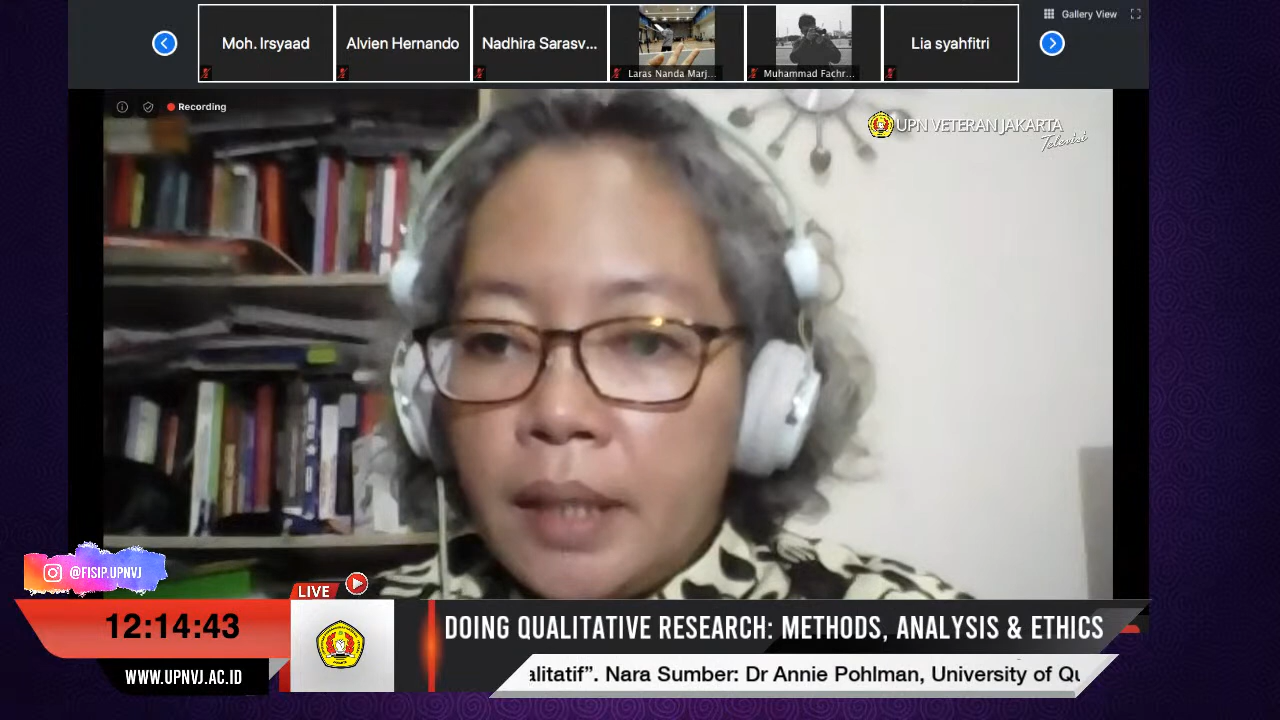 Gallery View
Moh. Irsyaad
Alvien Hernando
Nadhira Sarasv...
Laras Nanda Marj...
Muhammad Fachr...
Lia syahfitri
Recording
UPN VETERAN JAKARTA
Televisi
@FISIP.UPNVJ
LIVE
12:14:43
DOING QUALITATIVE RESEARCH: METHODS, ANALYSIS & ETHICS
WWW.UPNVJ.AC.ID
alitatif”. Nara Sumber: Dr Annie Pohlman, University of Qu